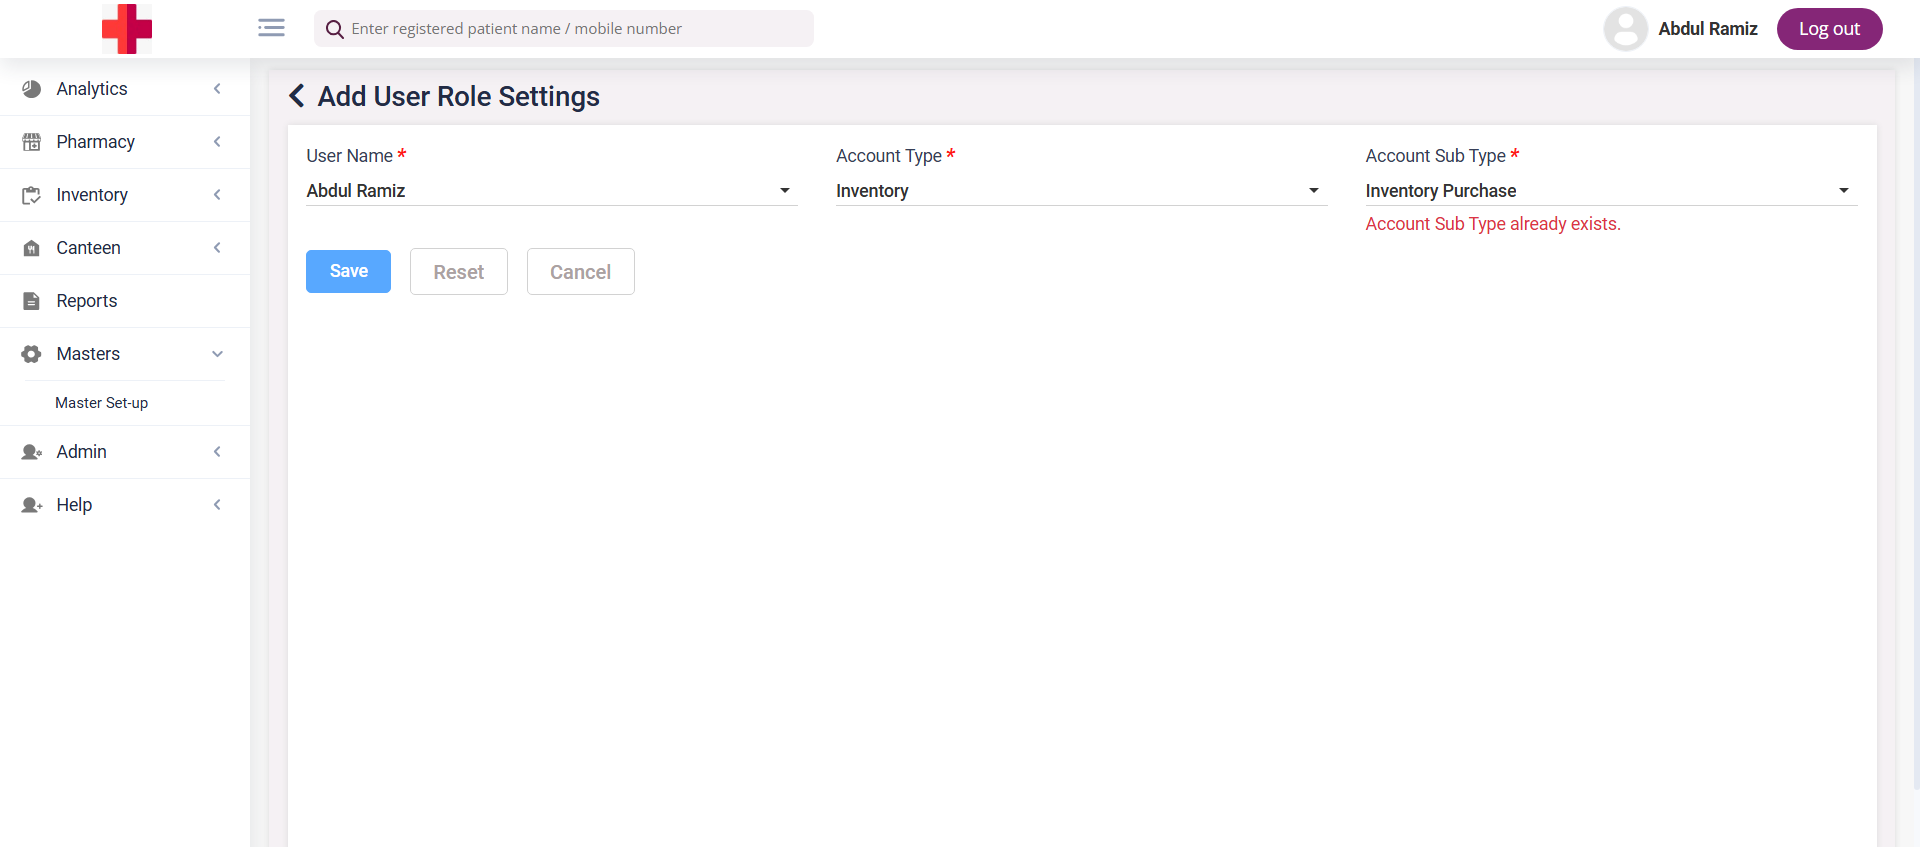 Enter registered patient name / mobile number
Abdul Ramiz
Log out
Analytics
Pharmacy
Inventory
Canteen
Reports
Masters
Master Set-up
Admin
Help
Add User Role Settings
User Name *
Abdul Ramiz
Account Type *
Inventory
Account Sub Type *
Inventory Purchase
Account Sub Type already exists.
Save
Reset
Cancel